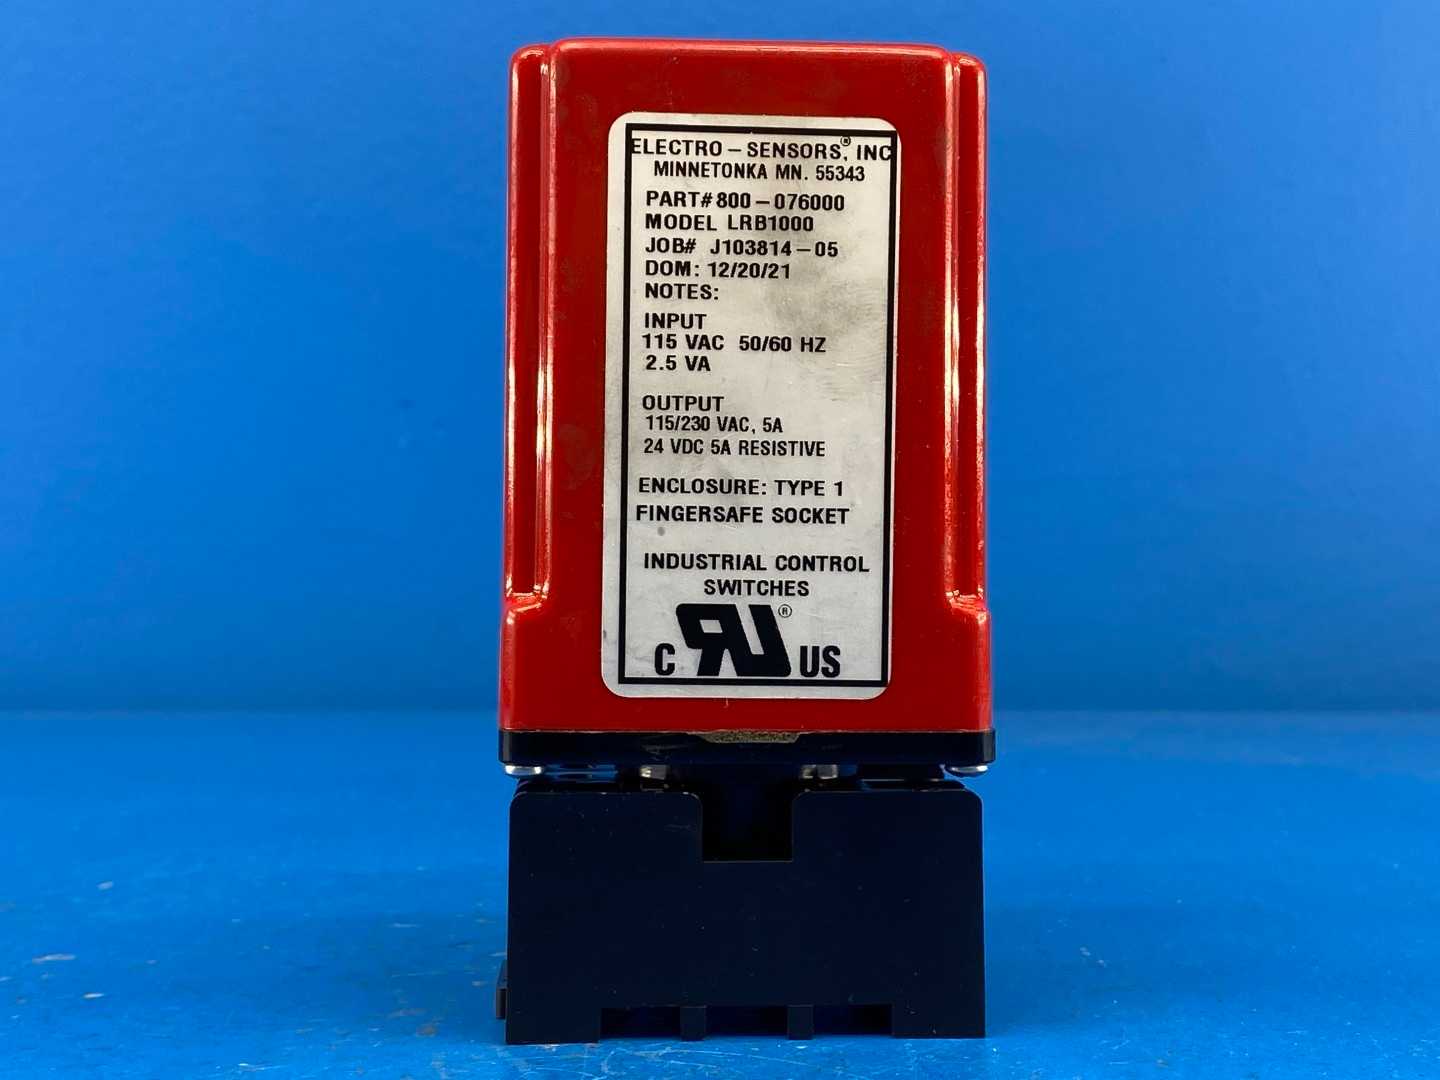 ELECTRO - SENSORS,® INC
MINNETONKA MN. 55343
PART# 800 - 076000
MODEL LRB1000
JOB# J103814 - 05
DOM: 12/20/21
NOTES:
INPUT
115 VAC 50/60 HZ
2.5 VA
OUTPUT
115/230 VAC, 5A
24 VDC 5A RESISTIVE
ENCLOSURE: TYPE 1
FINGERSAFE SOCKET
INDUSTRIAL CONTROL
SWITCHES
C RU® US